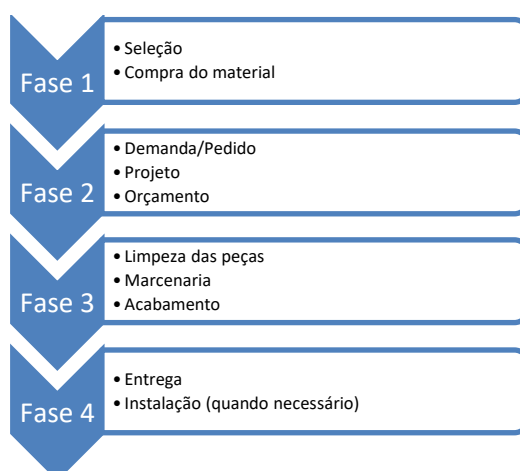 Fase 1
• Seleção
• Compra do material
Fase 2
• Demanda/Pedido
• Projeto
• Orçamento
Fase 3
• Limpeza das peças
• Marcenaria
• Acabamento
Fase 4
• Entrega
• Instalação (quando necessário)